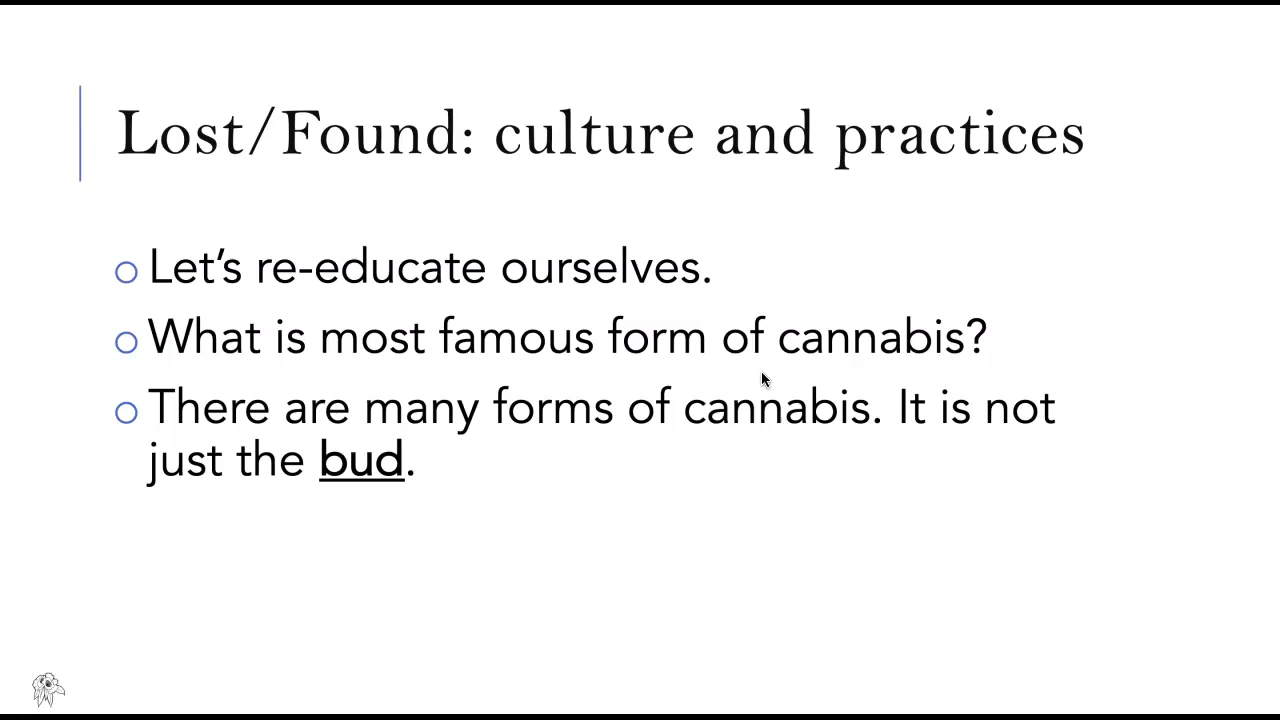 Lost/Found: culture and practices
Let’s re-educate ourselves.
What is most famous form of cannabis?
There are many forms of cannabis. It is not
just the bud.